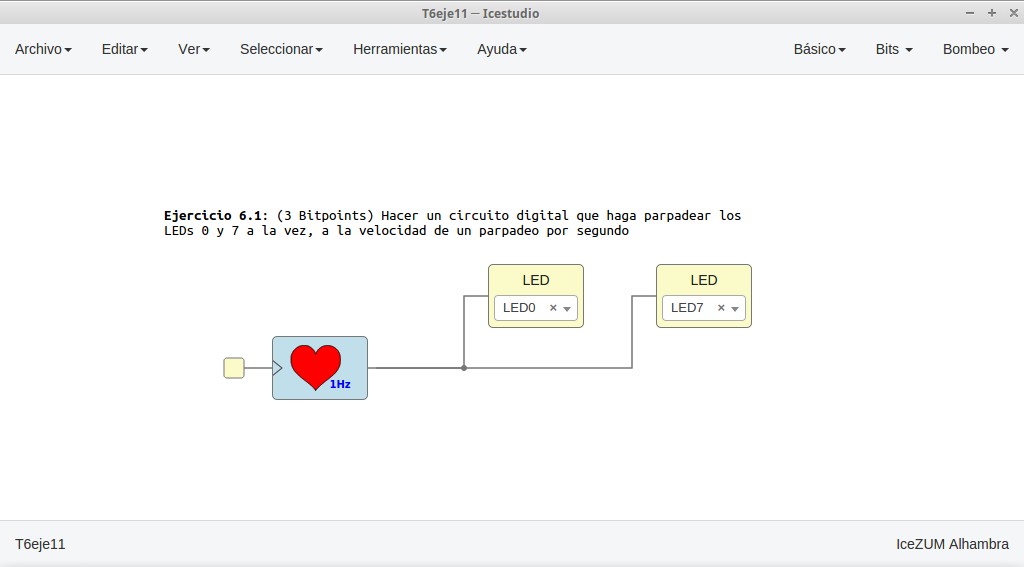 T6eje11 ─ Icestudio
Archivo Editar Ver Seleccionar Herramientas Ayuda Básico Bits Bombeo
Ejercicio 6.1: (3 Bitpoints) Hacer un circuito digital que haga parpadear los
LEDs 0 y 7 a la vez, a la velocidad de un parpadeo por segundo
LED
LED0
LED
LED7
1Hz
T6eje11
IceZUM Alhambra